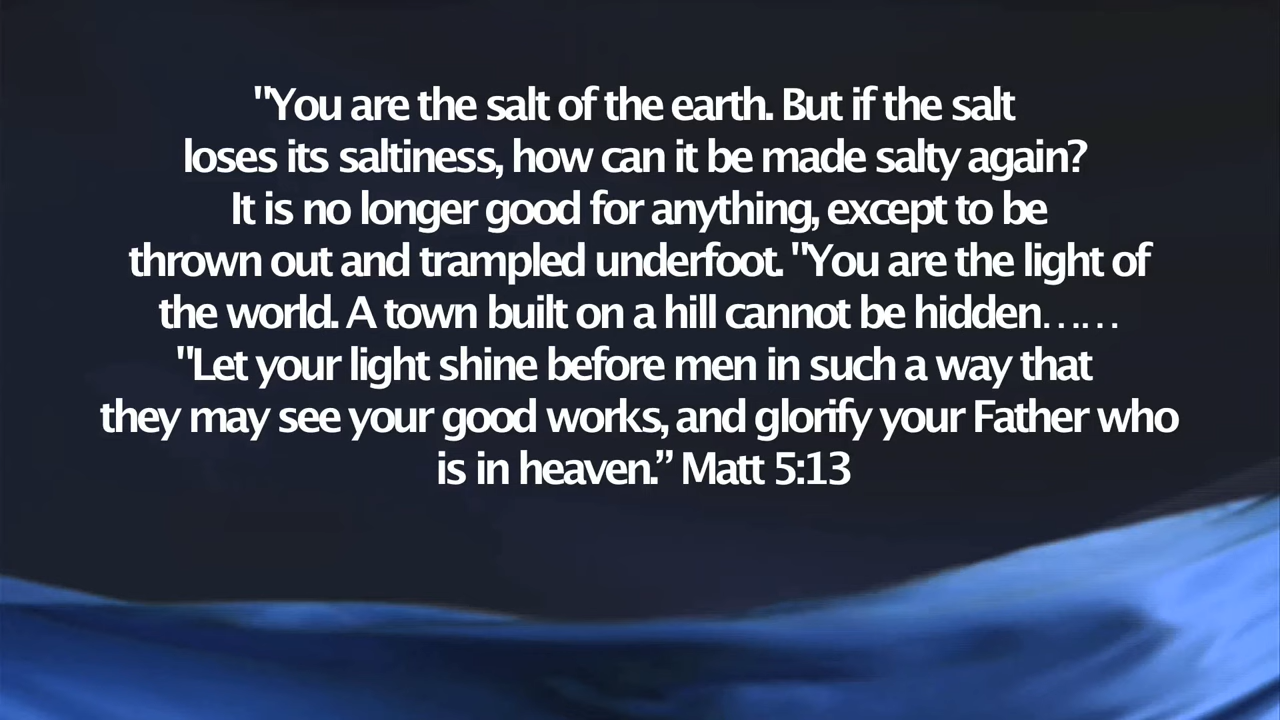 "You are the salt of the earth. But if the salt
loses its saltiness, how can it be made salty again?
It is no longer good for anything, except to be
thrown out and trampled underfoot. "You are the light of
the world. A town built on a hill cannot be hidden……
"Let your light shine before men in such a way that
they may see your good works, and glorify your Father who
is in heaven.” Matt 5:13